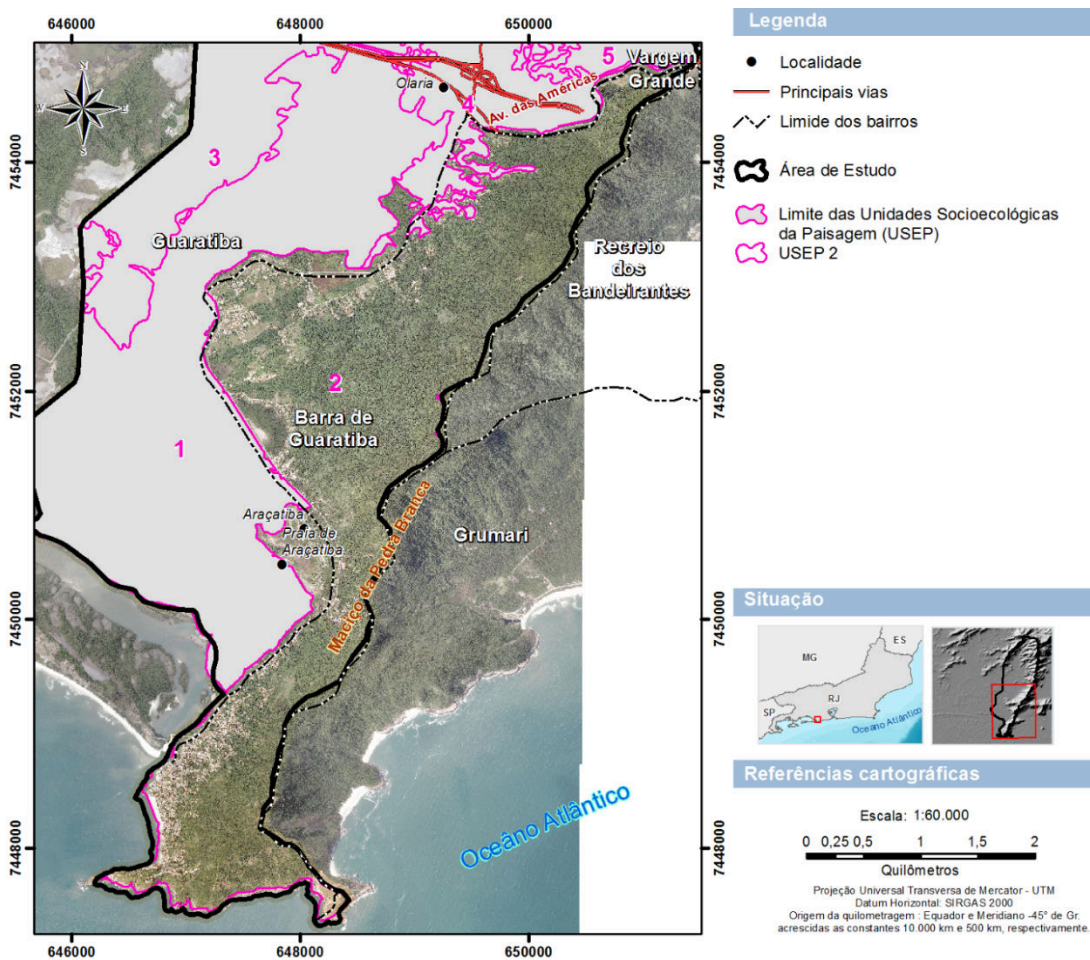 646000
648000
650000
7454000
7452000
7450000
7448000
N
E
S
W
Olaria
Av. das Américas
5
Vargem
Grande
4
3
Guaratiba
Recreio
dos
Bandeirantes
2
Barra de
Guaratiba
1
Araçatiba
Praia de
Araçatiba
Grumari
Maciço da Pedra Branca
Oceâno Atlântico
7454000
7452000
7450000
7448000
646000
648000
650000
Legenda
Localidade
Principais vias
Limide dos bairros
Área de Estudo
Limite das Unidades Socioecológicas
da Paisagem (USEP)
USEP 2
Situação
MG
ES
RJ
SP
Oceano Atlântico
Referências cartográficas
Escala: 1:60.000
0 0,25 0,5 1 1,5 2
Quilômetros
Projeção Universal Transversa de Mercator - UTM
Datum Horizontal: SIRGAS 2000
Origem da quilometragem : Equador e Meridiano -45° de Gr.
acrescidas as constantes 10.000 km e 500 km, respectivamente.